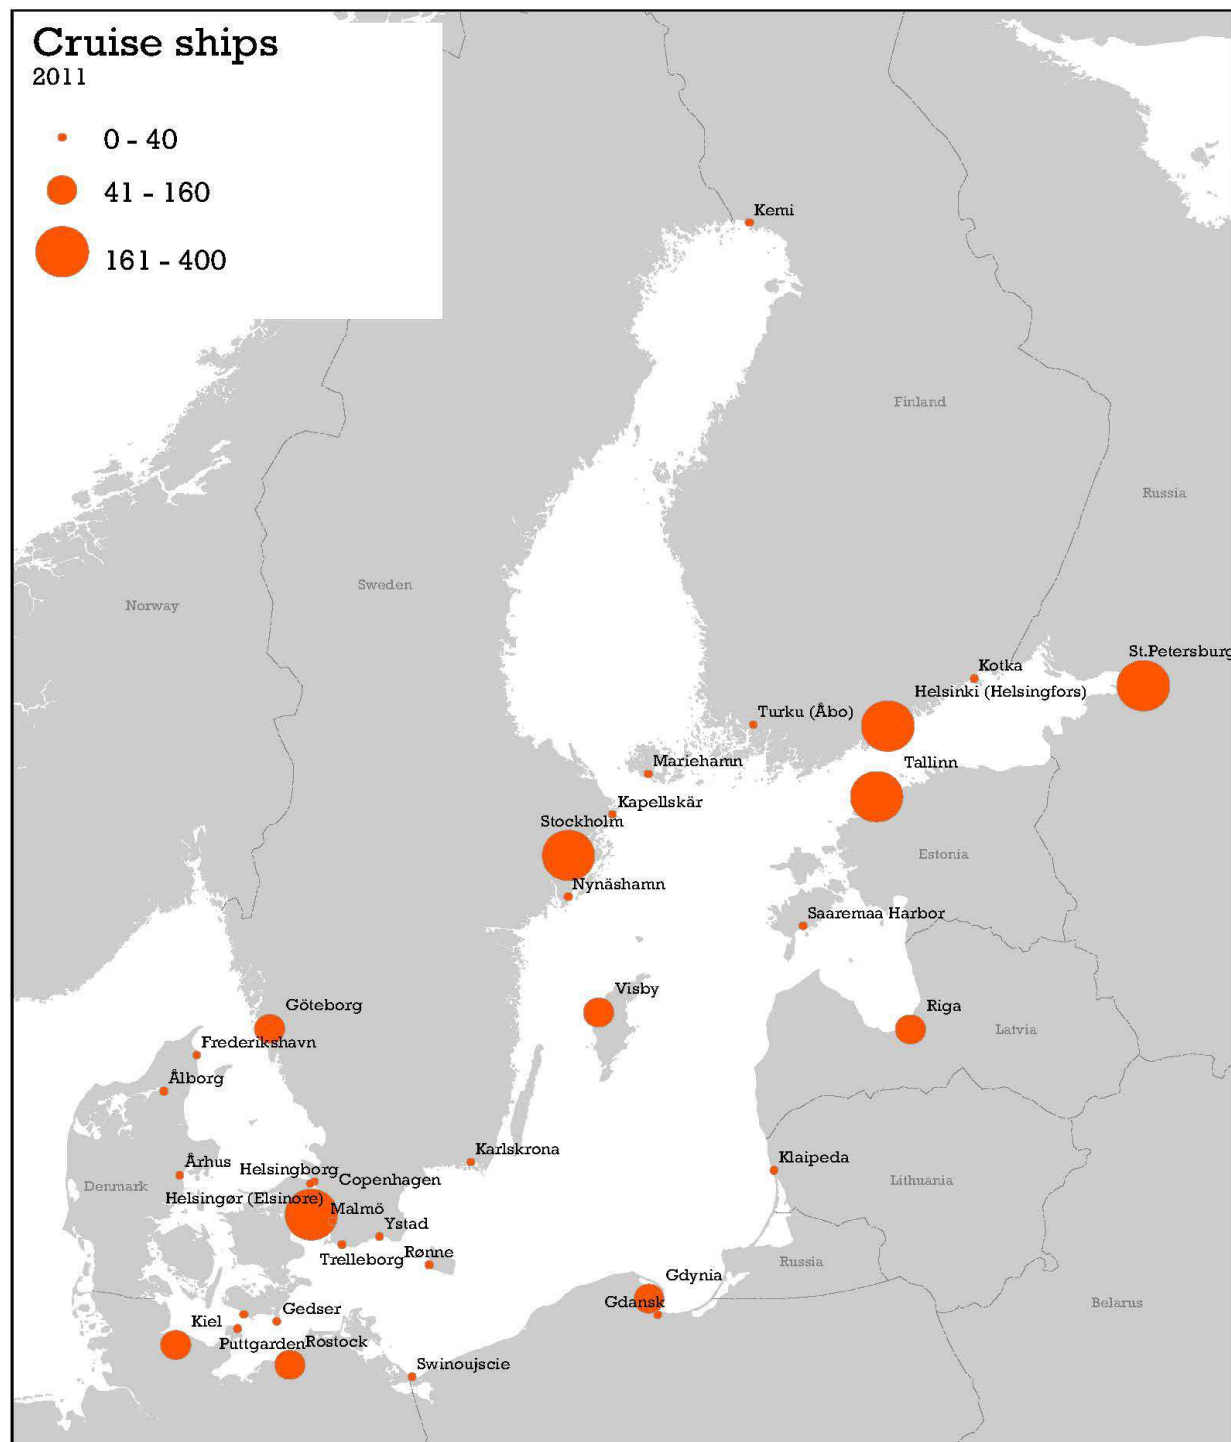 Cruise ships
2011
0 - 40
41 - 160
161 - 400
Kemi
Finland
Russia
Sweden
Norway
St.Petersburg
Kotka
Helsinki (Helsingfors)
Turku (Åbo)
Mariehamn
Tallinn
Kapellskär
Stockholm
Estonia
Nynäshamn
Saaremaa Harbor
Visby
Göteborg
Riga
Latvia
Frederikshavn
Ålborg
Karlskrona
Klaipeda
Århus
Helsingborg
Copenhagen
Lithuania
Denmark
Helsingør (Elsinore)
Malmö
Ystad
Trelleborg
Rønne
Russia
Gdynia
Gdansk
Belarus
Gedser
Kiel
Puttgarden
Rostock
Swinoujscie